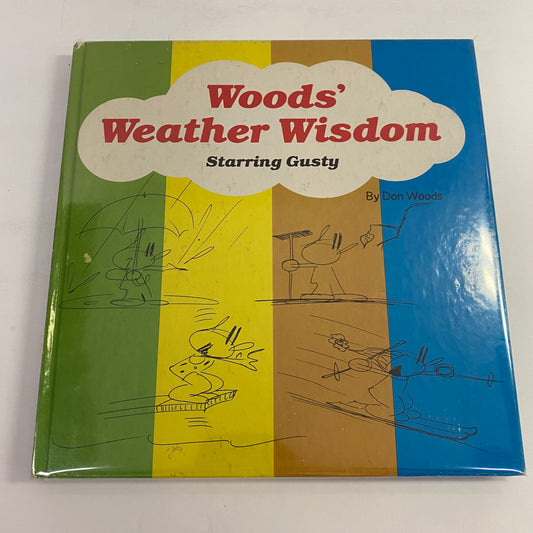 Woods'
Weather Wisdom
Starring Gusty
By Don Woods